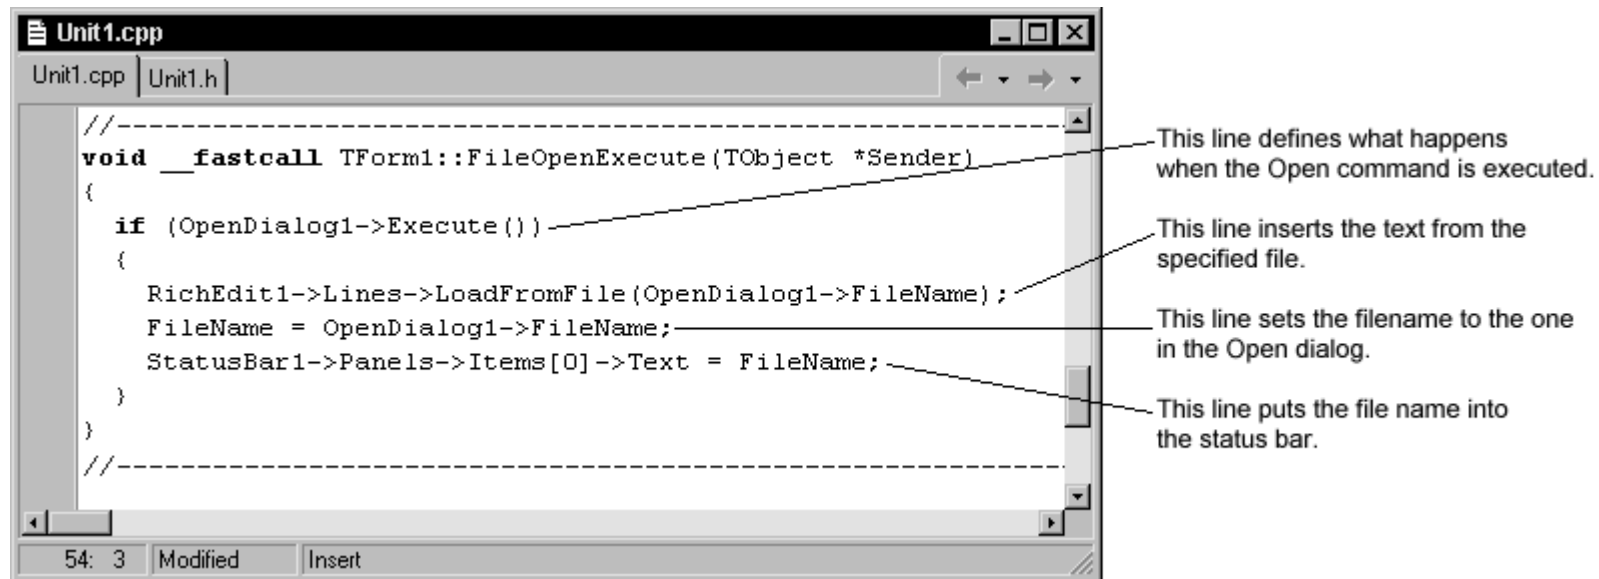 Unit1.cpp
Unit1.cpp Unit1.h
//------------------------------------------------------------
void __fastcall TForm1::FileOpenExecute(TObject *Sender)
{
if (OpenDialog1->Execute())
{
RichEdit1->Lines->LoadFromFile(OpenDialog1->FileName);
FileName = OpenDialog1->FileName;
StatusBar1->Panels->Items[0]->Text = FileName;
}
}
//------------------------------------------------------------
54: 3 Modified Insert
This line defines what happens
when the Open command is executed.
This line inserts the text from the
specified file.
This line sets the filename to the one
in the Open dialog.
This line puts the file name into
the status bar.